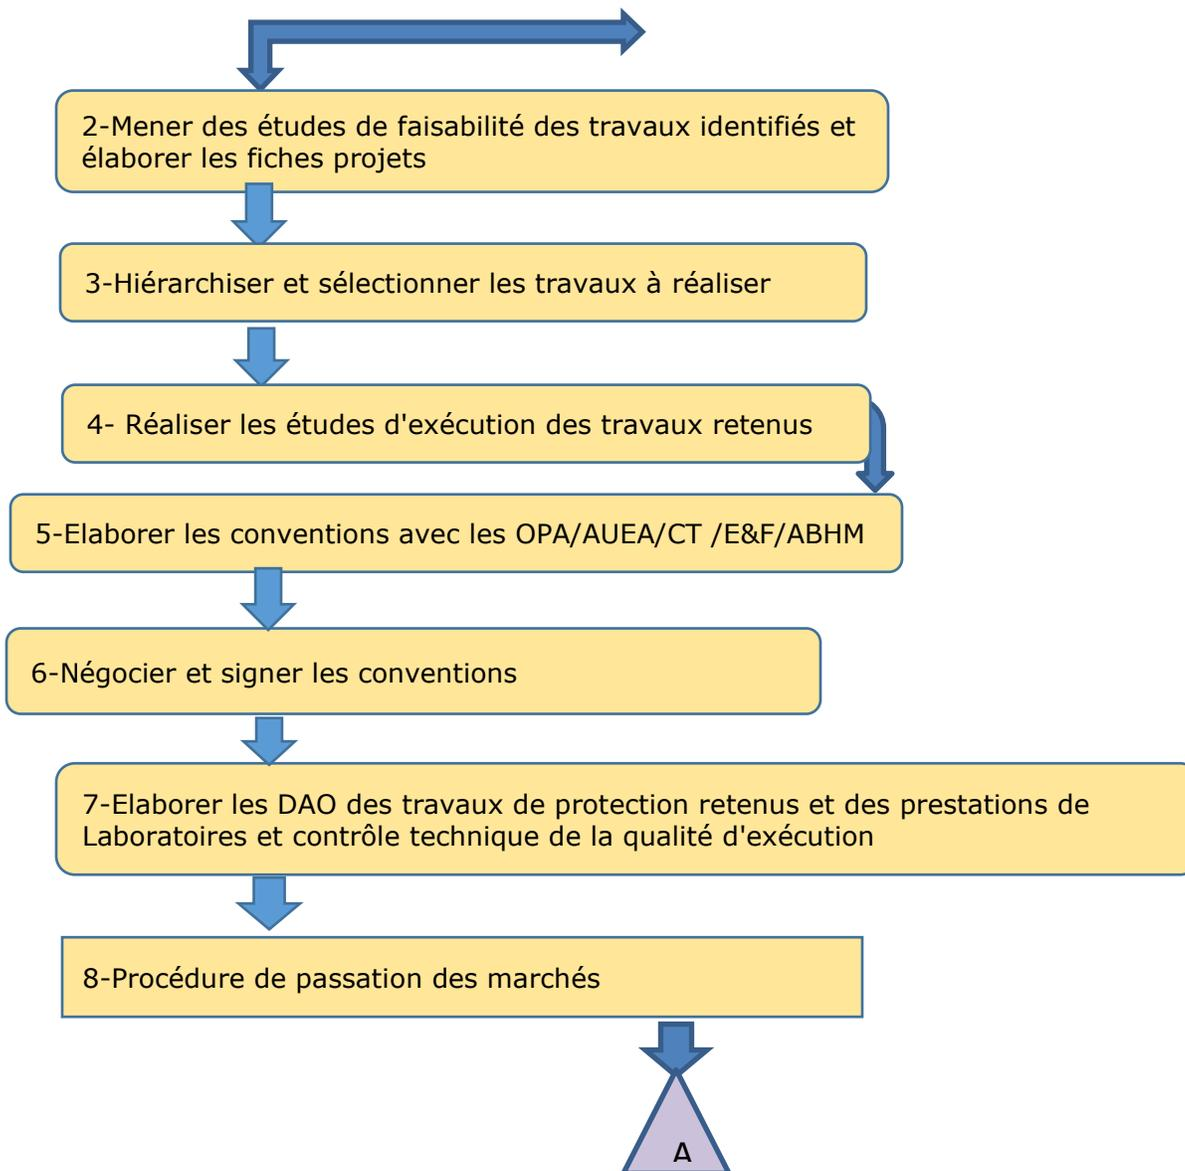 2-Mener des études de faisabilité des travaux identifiés et
élaborer les fiches projets
3-Hiérarchiser et sélectionner les travaux à réaliser
4- Réaliser les études d'exécution des travaux retenus
5-Elaborer les conventions avec les OPA/AUEA/CT /E&F/ABHM
6-Négocier et signer les conventions
7-Elaborer les DAO des travaux de protection retenus et des prestations de
Laboratoires et contrôle technique de la qualité d'exécution
8-Procédure de passation des marchés
A